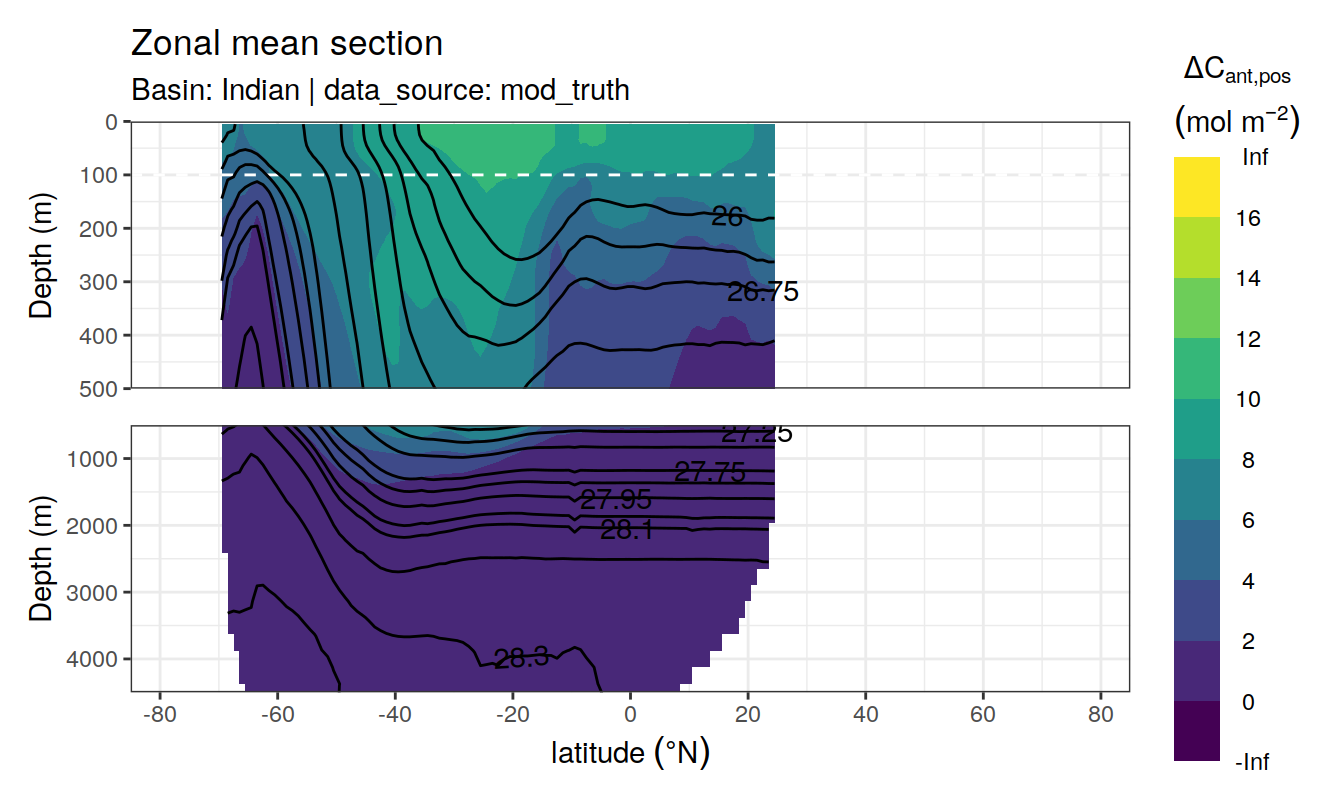 Zonal mean section
Basin: Indian | data_source: mod_truth
ΔCant,pos
(mol m−2)
Inf
16
14
12
10
8
6
4
2
0
-Inf
Depth (m)
0
100
200
300
400
500
26
26.75
Depth (m)
1000
2000
3000
4000
27.25
27.75
27.95
28.1
28.3
-80 -60 -40 -20 0 20 40 60 80
latitude (°N)